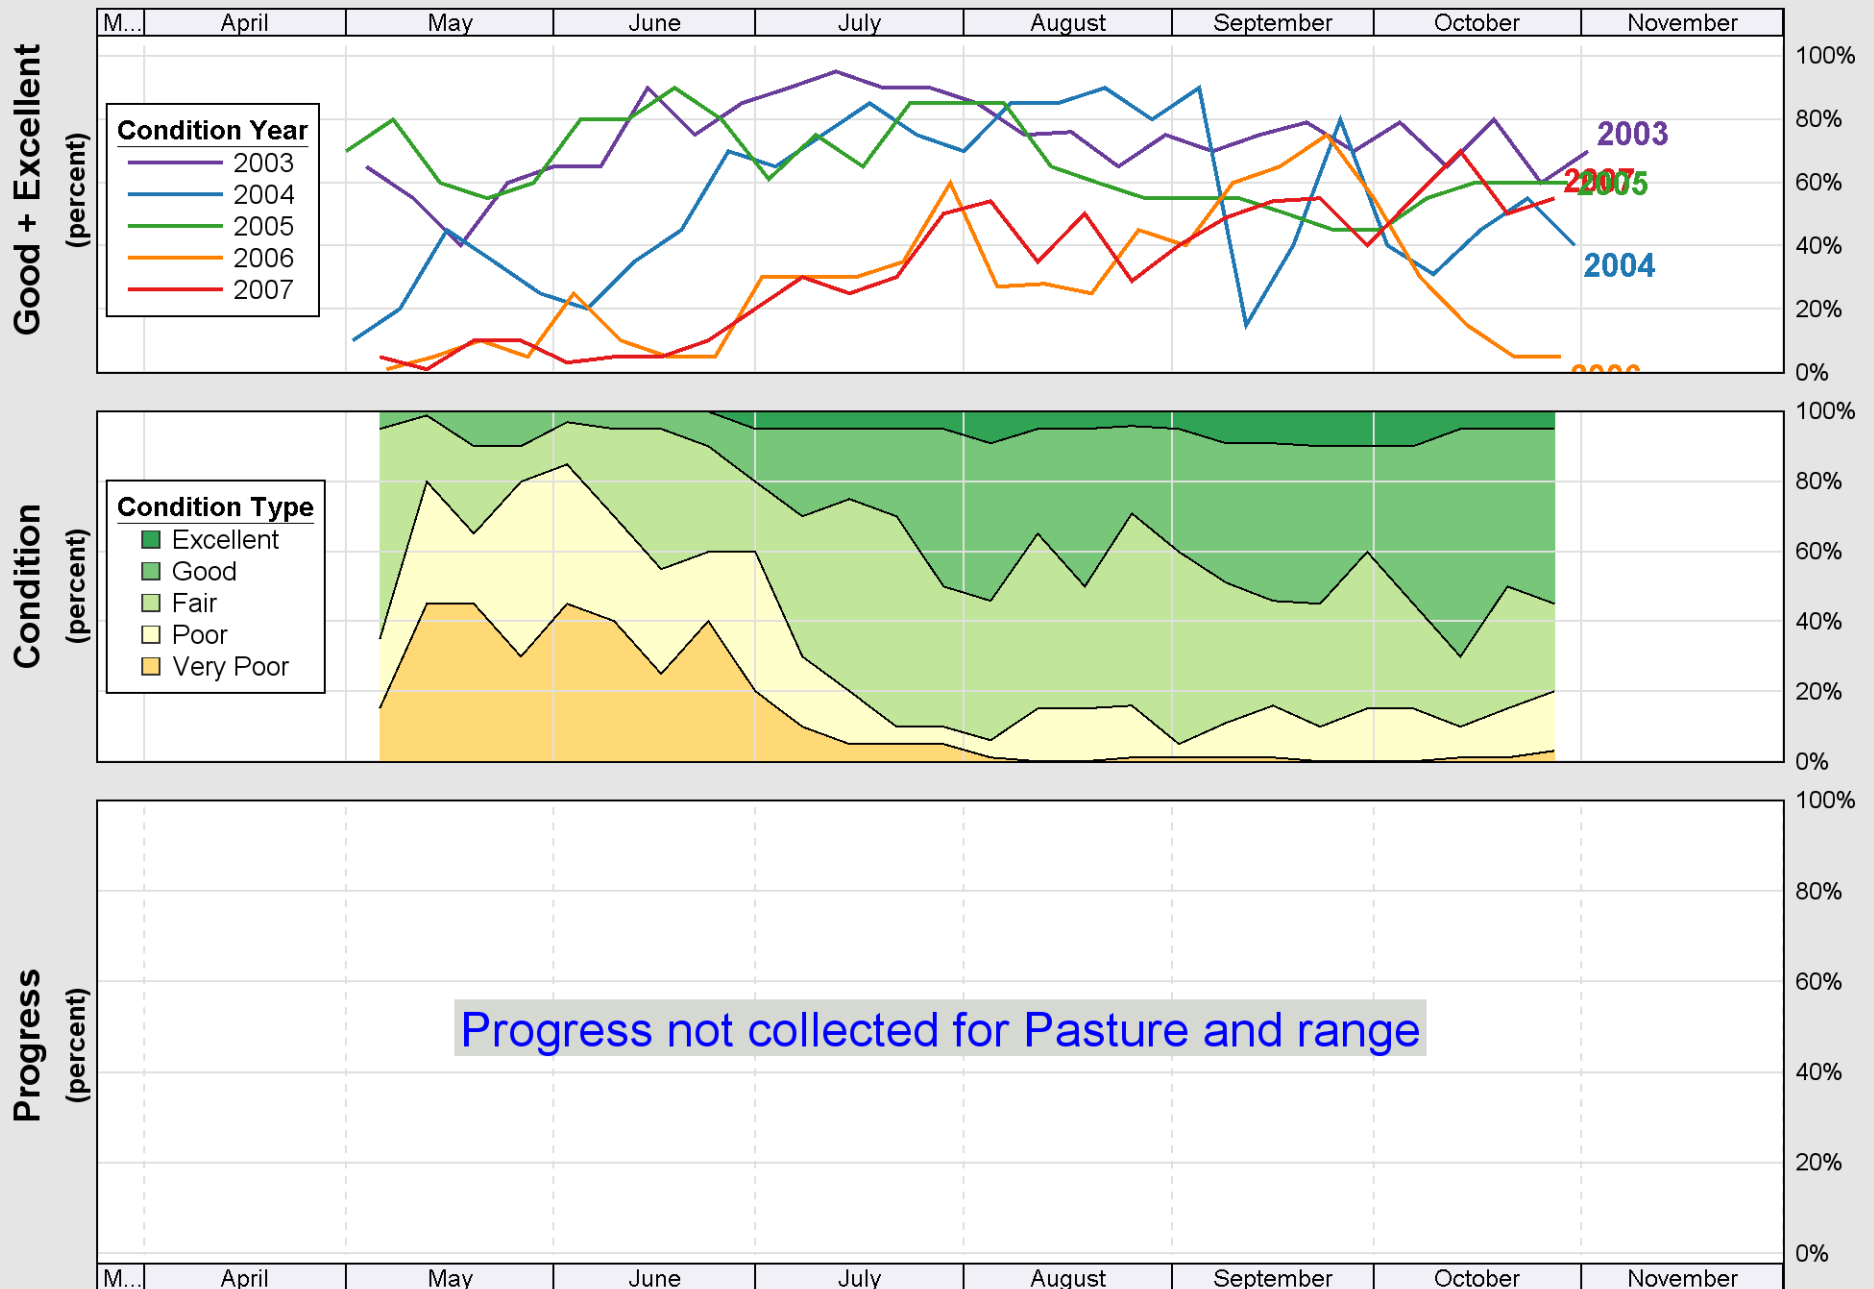 M... April May June July August September October November
Good + Excellent
(percent)
100%
80%
60%
40%
20%
0%
Condition Year
2003
2004
2005
2006
2007
2003
2007
2005
2004
Condition
(percent)
100%
80%
60%
40%
20%
0%
Condition Type
Excellent
Good
Fair
Poor
Very Poor
Progress
(percent)
100%
80%
60%
40%
20%
0%
Progress not collected for Pasture and range
M... April May June July August September October November